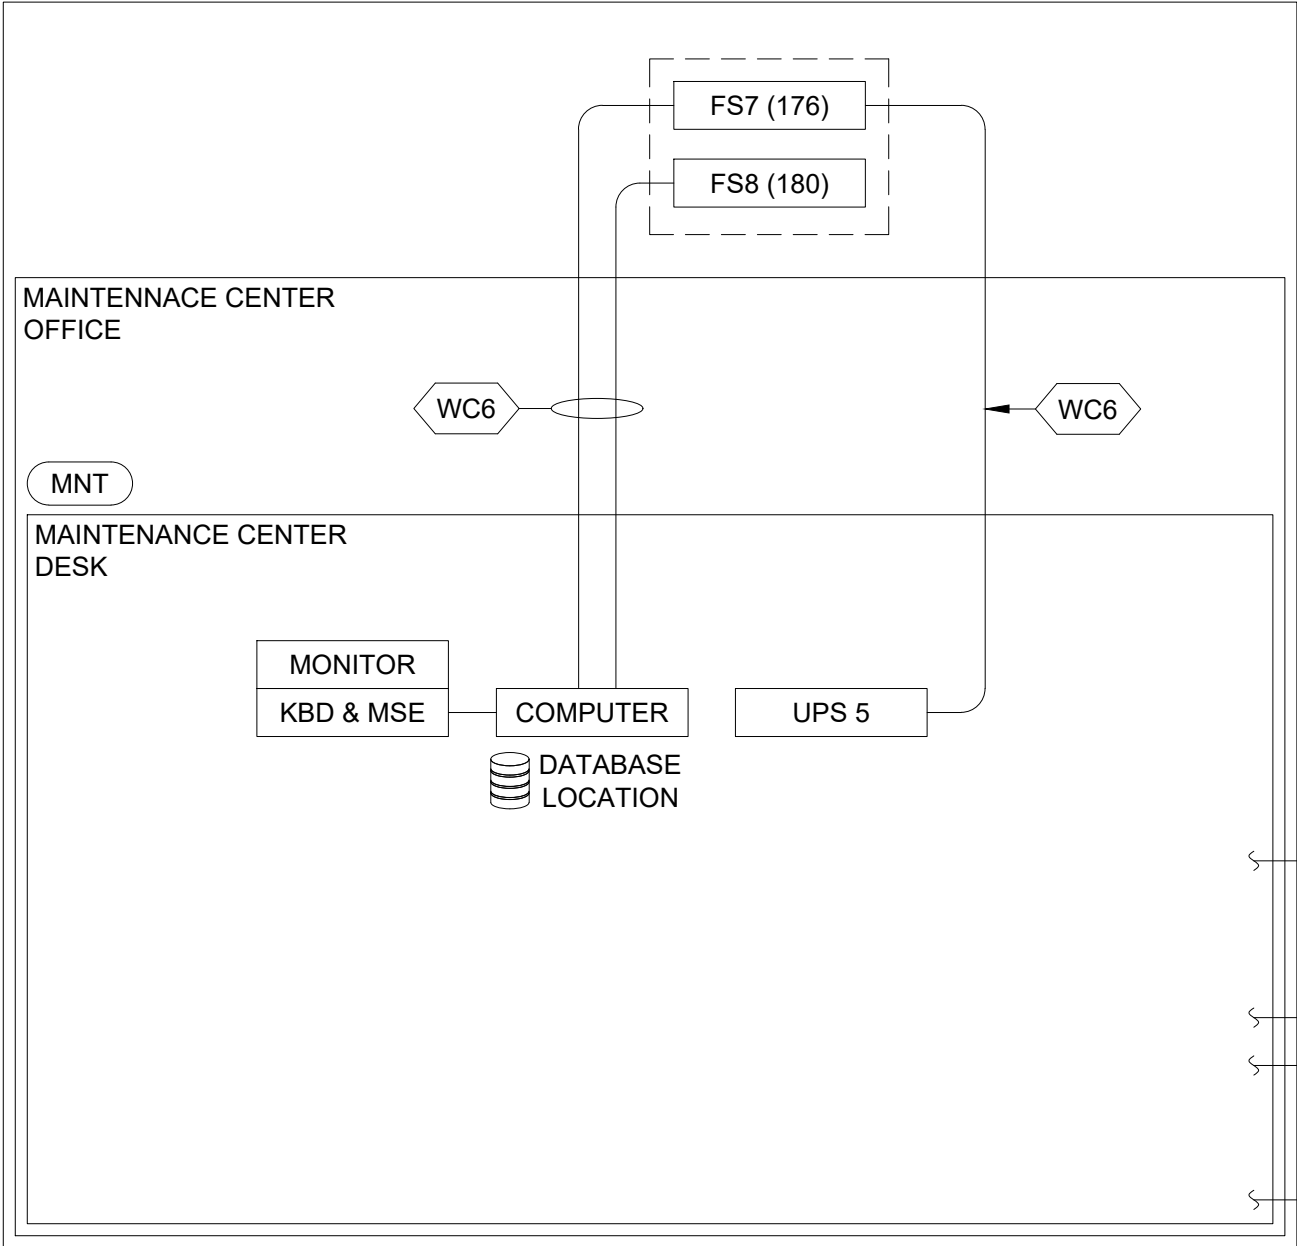 FS7 (176)
FS8 (180)
MAINTENNACE CENTER
OFFICE
WC6
WC6
MNT
MAINTENANCE CENTER
DESK
MONITOR
KBD & MSE
COMPUTER
UPS 5
DATABASE
LOCATION